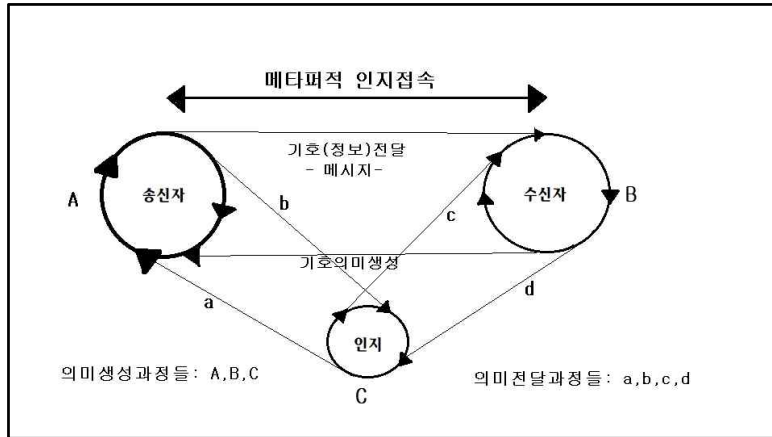 메타퍼적 인지접속
기호(정보)전달
- 메시지-
A
송신자
b
c
수신자
B
기호의미생성
a
d
인지
의미생성과정들: A,B,C
C
의미전달과정들: a,b,c,d